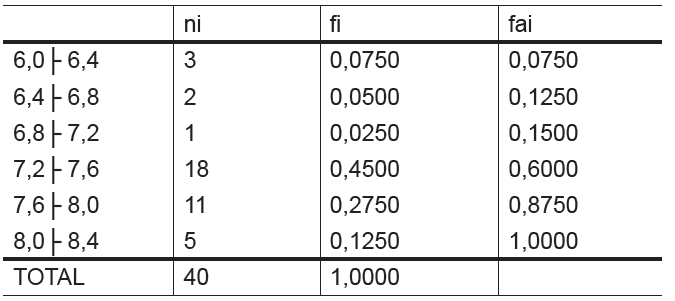 ni fi fai
6,0├ 6,4 3 0,0750 0,0750
6,4├ 6,8 2 0,0500 0,1250
6,8├ 7,2 1 0,0250 0,1500
7,2├ 7,6 18 0,4500 0,6000
7,6├ 8,0 11 0,2750 0,8750
8,0├ 8,4 5 0,1250 1,0000
TOTAL 40 1,0000